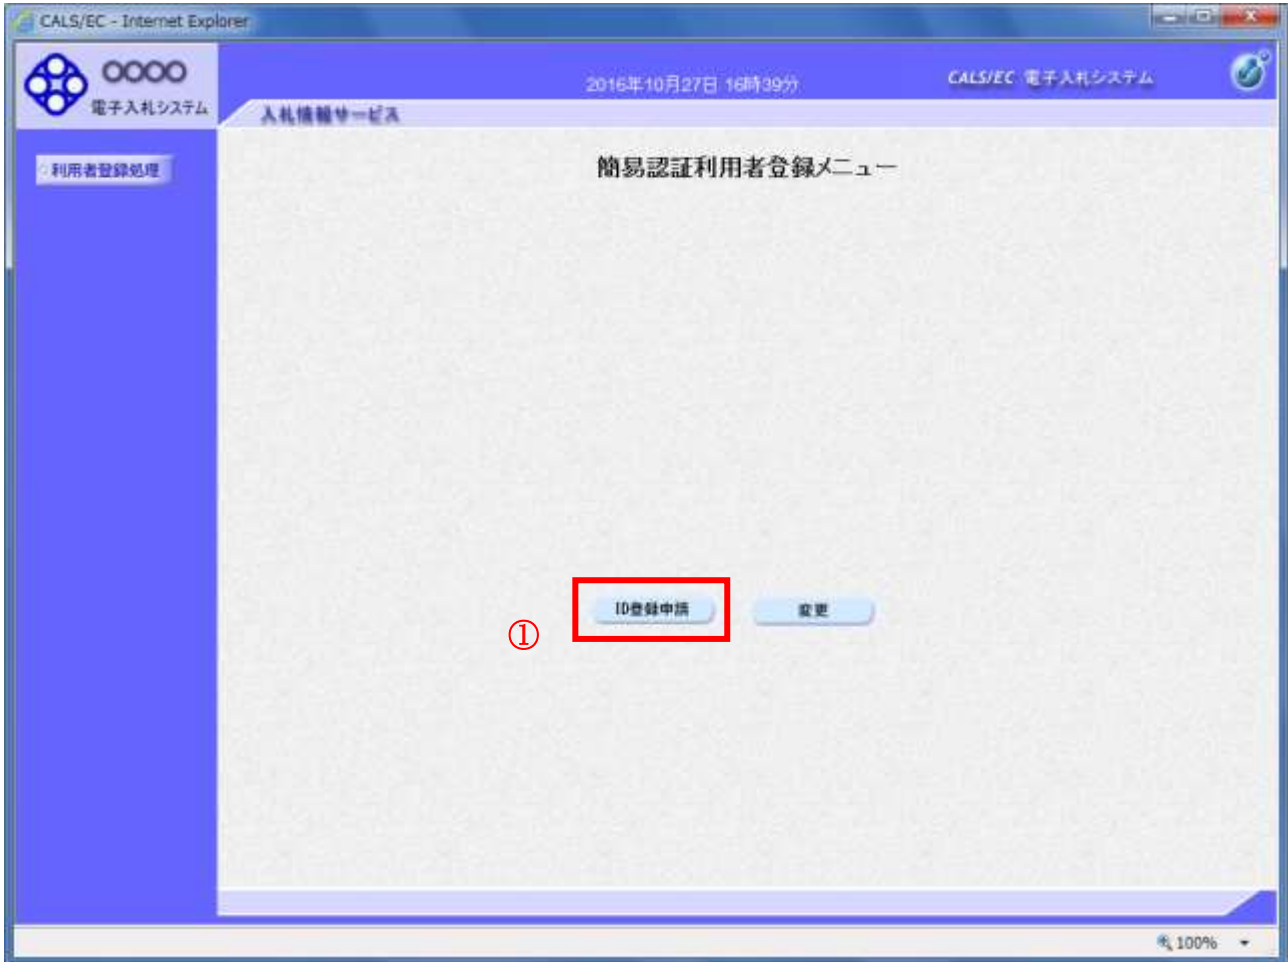 CALS/EC - Internet Explorer
○○○○
電子入札システム
2016年10月27日 16時39分
CALS/EC 電子入札システム
入札情報サービス
利用者登録処理
簡易認証利用者登録メニュー
①
ID登録申請
変更
100%